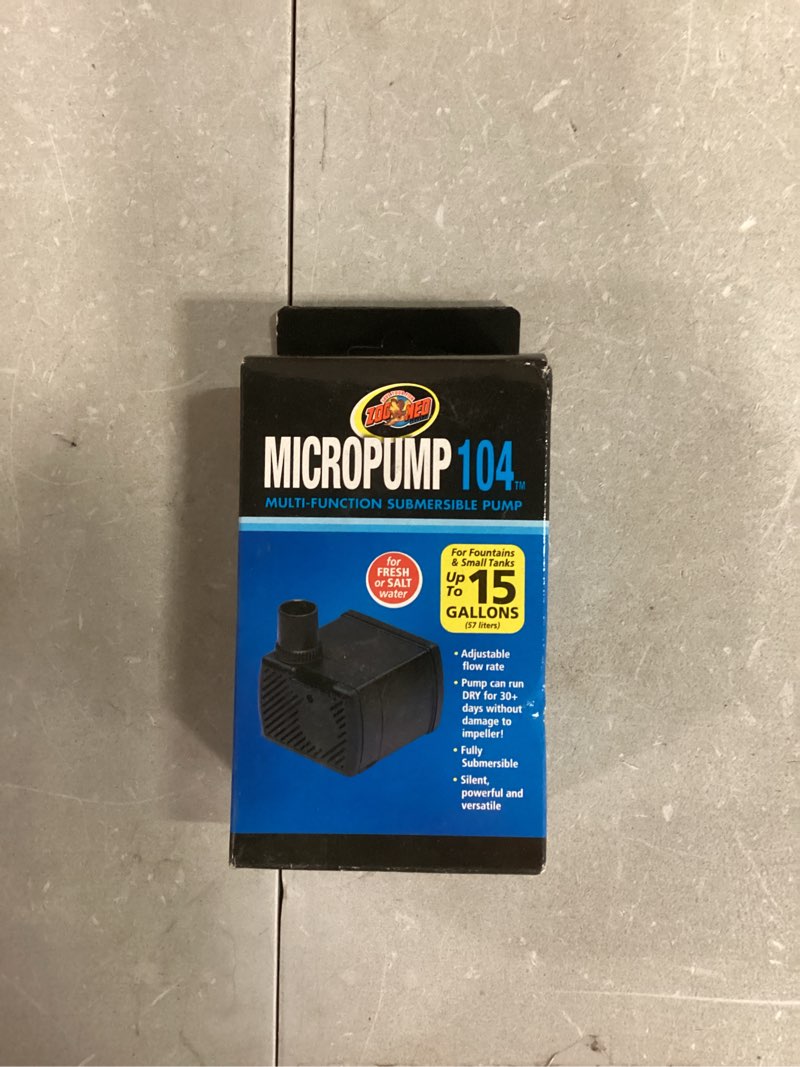 ZOO MED
MICROPUMP 104™
MULTI-FUNCTION SUBMERSIBLE PUMP
for
FRESH
or SALT
water
For Fountains
& Small Tanks
Up To 15
GALLONS
(57 liters)
• Adjustable
flow rate
• Pump can run
DRY for 30+
days without
damage to
impeller!
• Fully
Submersible
• Silent,
powerful and
versatile